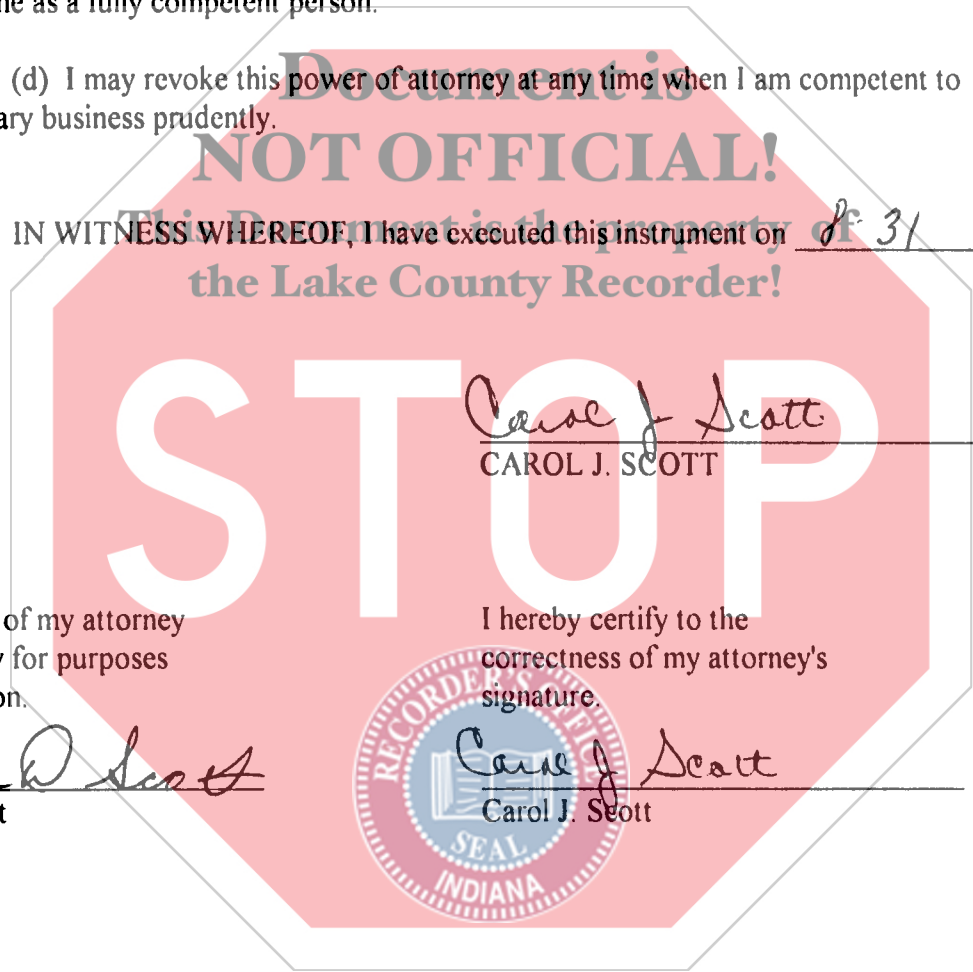 ne as a fully competent person.
(d) I may revoke this power of attorney at any time when I am competent to
ary business prudently.
Document is
NOT OFFICIAL!
This Document is the property of
the Lake County Recorder!
STOP
IN WITNESS WHEREOF, I have executed this instrument on 8- 31
Carol J Scott
CAROL J. SCOTT
of my attorney
for purposes
on.
D Scott
t
I hereby certify to the
correctness of my attorney's
signature.
Carol J Scott
Carol J. Scott
RECORDER'S OFFICE
SEAL
INDIANA